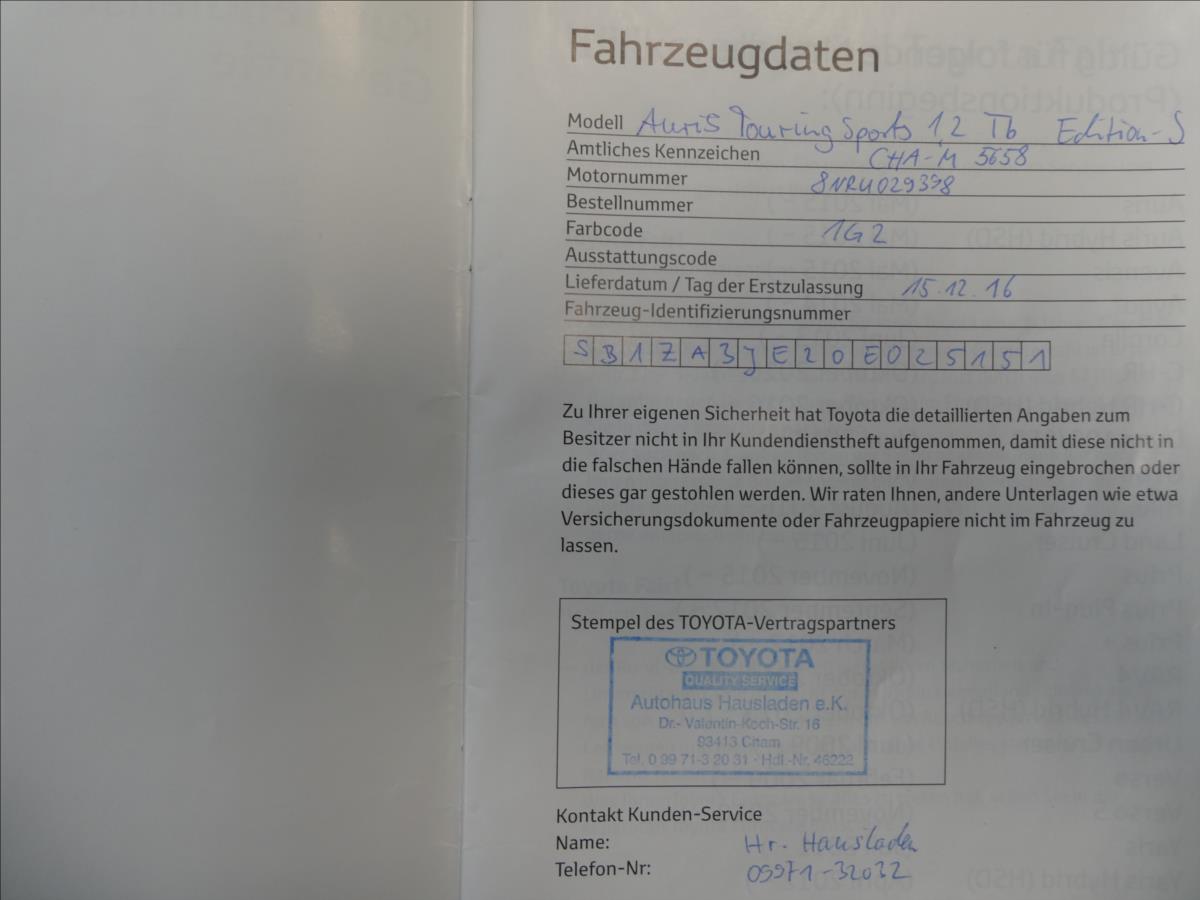 Fahrzeugdaten
Modell Auris Touring Sports 1,2 Tb Edition-S
Amtliches Kennzeichen CHA-M 5658
Motornummer 8NRU029398
Bestellnummer
Farbcode 1G2
Ausstattungscode
Lieferdatum / Tag der Erstzulassung 15.12.16
Fahrzeug-Identifizierungsnummer
SB1ZA3JE20E025151
Zu Ihrer eigenen Sicherheit hat Toyota die detaillierten Angaben zum
Besitzer nicht in Ihr Kundendienstheft aufgenommen, damit diese nicht in
die falschen Hände fallen können, sollte in Ihr Fahrzeug eingebrochen oder
dieses gar gestohlen werden. Wir raten Ihnen, andere Unterlagen wie etwa
Versicherungsdokumente oder Fahrzeugpapiere nicht im Fahrzeug zu
lassen.
Stempel des TOYOTA-Vertragspartners
TOYOTA
QUALITY SERVICE
Autohaus Hausladen e.K.
Dr.- Valentin-Koch-Str. 16
93413 Cham
Tel. 0 99 71-3 20 31 · Hdl.-Nr. 46222
Kontakt Kunden-Service
Name: Hr. Hausladen
Telefon-Nr: 09971-32032